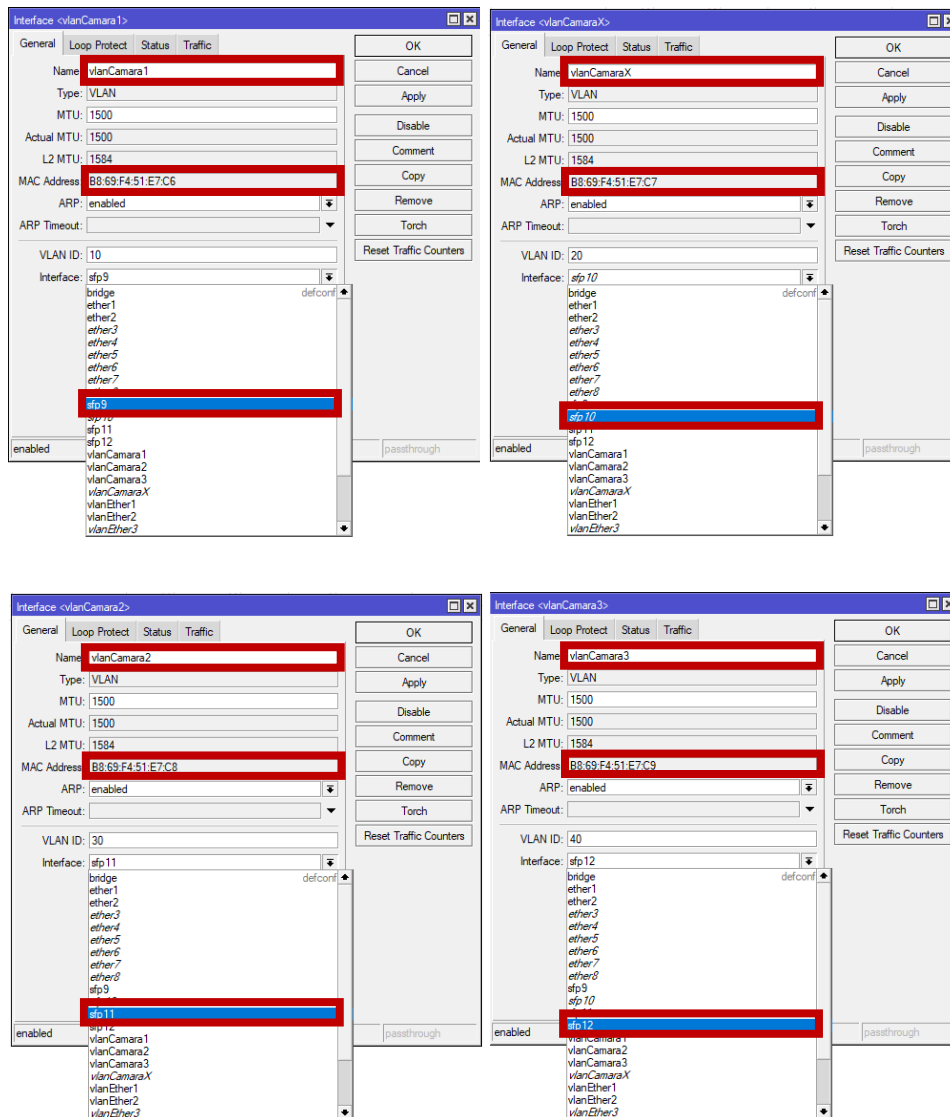 Interface <vlanCamara1>
General Loop Protect Status Traffic
Name: vlanCamara1
Type: VLAN
MTU: 1500
Actual MTU: 1500
L2 MTU: 1584
MAC Address: B8:69:F4:51:E7:C6
ARP: enabled
ARP Timeout:
VLAN ID: 10
Interface: sfp9
bridge defconf
ether1
ether2
ether3
ether4
ether5
ether6
ether7
sfp9
sfp10
sfp11
sfp12
vlanCamara1
vlanCamara2
vlanCamara3
vlanCamaraX
vlanEther1
vlanEther2
vlanEther3
OK
Cancel
Apply
Disable
Comment
Copy
Remove
Torch
Reset Traffic Counters
enabled
passthrough
Interface <vlanCamaraX>
General Loop Protect Status Traffic
Name: vlanCamaraX
Type: VLAN
MTU: 1500
Actual MTU: 1500
L2 MTU: 1584
MAC Address: B8:69:F4:51:E7:C7
ARP: enabled
ARP Timeout:
VLAN ID: 20
Interface: sfp10
bridge defconf
ether1
ether2
ether3
ether4
ether5
ether6
ether7
ether8
sfp10
sfp11
sfp12
vlanCamara1
vlanCamara2
vlanCamara3
vlanCamaraX
vlanEther1
vlanEther2
vlanEther3
OK
Cancel
Apply
Disable
Comment
Copy
Remove
Torch
Reset Traffic Counters
enabled
passthrough
Interface <vlanCamara2>
General Loop Protect Status Traffic
Name: vlanCamara2
Type: VLAN
MTU: 1500
Actual MTU: 1500
L2 MTU: 1584
MAC Address: B8:69:F4:51:E7:C8
ARP: enabled
ARP Timeout:
VLAN ID: 30
Interface: sfp11
bridge defconf
ether1
ether2
ether3
ether4
ether5
ether6
ether7
ether8
sfp9
sfp11
sfp12
vlanCamara1
vlanCamara2
vlanCamara3
vlanCamaraX
vlanEther1
vlanEther2
vlanEther3
OK
Cancel
Apply
Disable
Comment
Copy
Remove
Torch
Reset Traffic Counters
enabled
passthrough
Interface <vlanCamara3>
General Loop Protect Status Traffic
Name: vlanCamara3
Type: VLAN
MTU: 1500
Actual MTU: 1500
L2 MTU: 1584
MAC Address: B8:69:F4:51:E7:C9
ARP: enabled
ARP Timeout:
VLAN ID: 40
Interface: sfp12
bridge defconf
ether1
ether2
ether3
ether4
ether5
ether6
ether7
ether8
sfp9
sfp10
sfp12
vlanCamara1
vlanCamara2
vlanCamara3
vlanCamaraX
vlanEther1
vlanEther2
vlanEther3
OK
Cancel
Apply
Disable
Comment
Copy
Remove
Torch
Reset Traffic Counters
enabled
passthrough